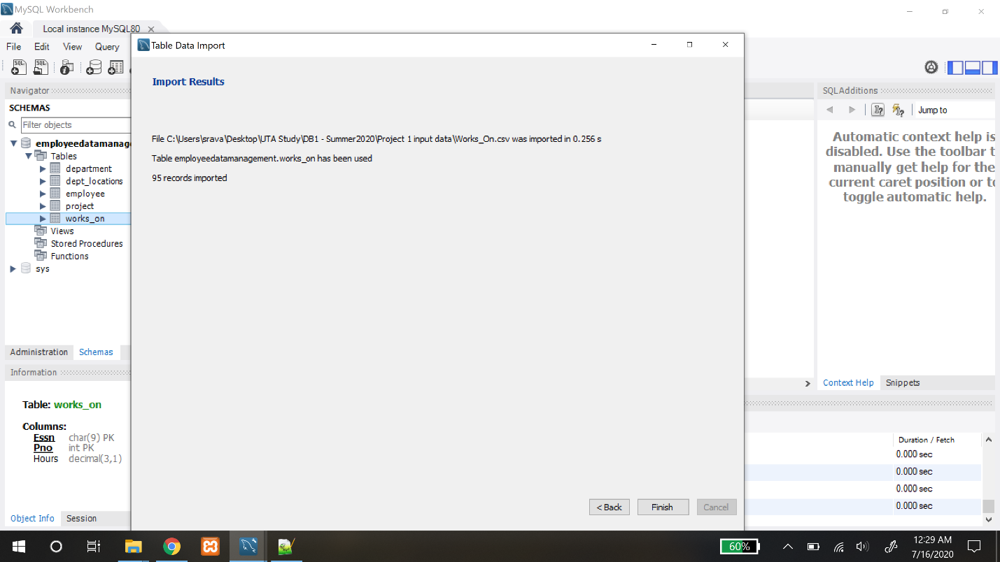 MySQL Workbench
Local instance MySQL80
File Edit View Query
Table Data Import
Import Results
File C:\Users\srava\Desktop\UTA Study\DB1 - Summer2020\Project 1 input data\Works_On.csv was imported in 0.256 s
Table employeedatamanagement.works_on has been used
95 records imported
< Back
Finish
Cancel
Navigator
SCHEMAS
Filter objects
employeedatamanage
Tables
department
dept_locations
employee
project
works_on
Views
Stored Procedures
Functions
sys
Administration Schemas
Information
Table: works_on
Columns:
Essn char(9) PK
Pno int PK
Hours decimal(3,1)
Object Info Session
SQLAdditions
Jump to
Automatic context help is
disabled. Use the toolbar t
manually get help for the
current caret position or to
toggle automatic help.
Context Help Snippets
Duration / Fetch
0.000 sec
0.000 sec
0.000 sec
0.000 sec
60%
12:29 AM
7/16/2020